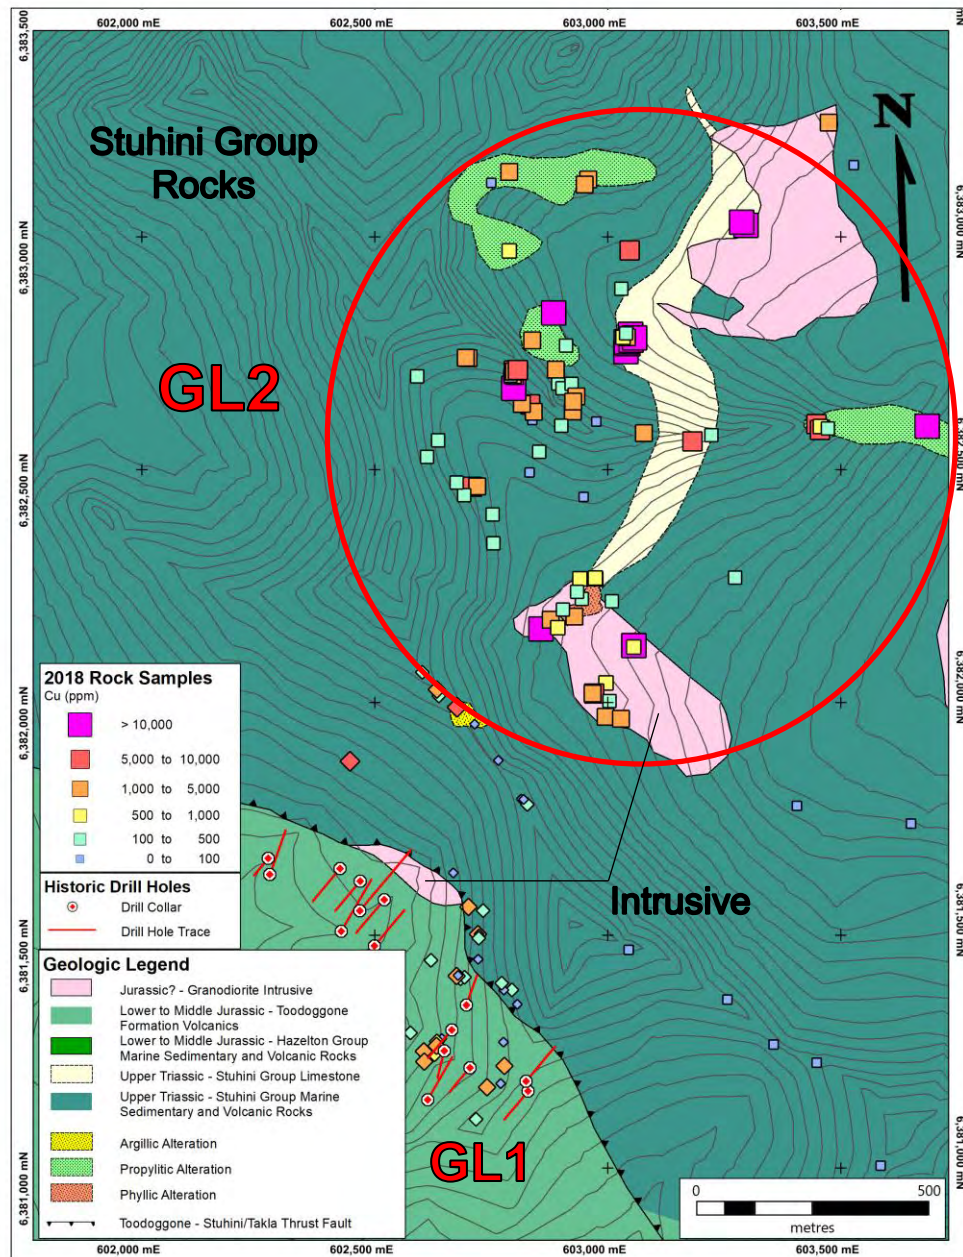 602,000 mE 602,500 mE 603,000 mE 603,500 mE
6,383,500 mN
mN
Stuhini Group
Rocks
N
6,383,000 mN
6,383,000 mN
GL2
6,382,500 mN
6,382,500 mN
6,382,000 mN
6,382,000 mN
2018 Rock Samples
Cu (ppm)
> 10,000
5,000 to 10,000
1,000 to 5,000
500 to 1,000
100 to 500
0 to 100
Historic Drill Holes
Drill Collar
Drill Hole Trace
Intrusive
6,381,500 mN
6,381,500 mN
Geologic Legend
Jurassic? - Granodiorite Intrusive
Lower to Middle Jurassic - Toodoggone
Formation Volcanics
Lower to Middle Jurassic - Hazelton Group
Marine Sedimentary and Volcanic Rocks
Upper Triassic - Stuhini Group Limestone
Upper Triassic - Stuhini Group Marine
Sedimentary and Volcanic Rocks
Argillic Alteration
Propylitic Alteration
Phyllic Alteration
Toodoggone - Stuhini/Takla Thrust Fault
GL1
6,381,000 mN
6,381,000 mN
0 500
metres
602,000 mE 602,500 mE 603,000 mE 603,500 mE